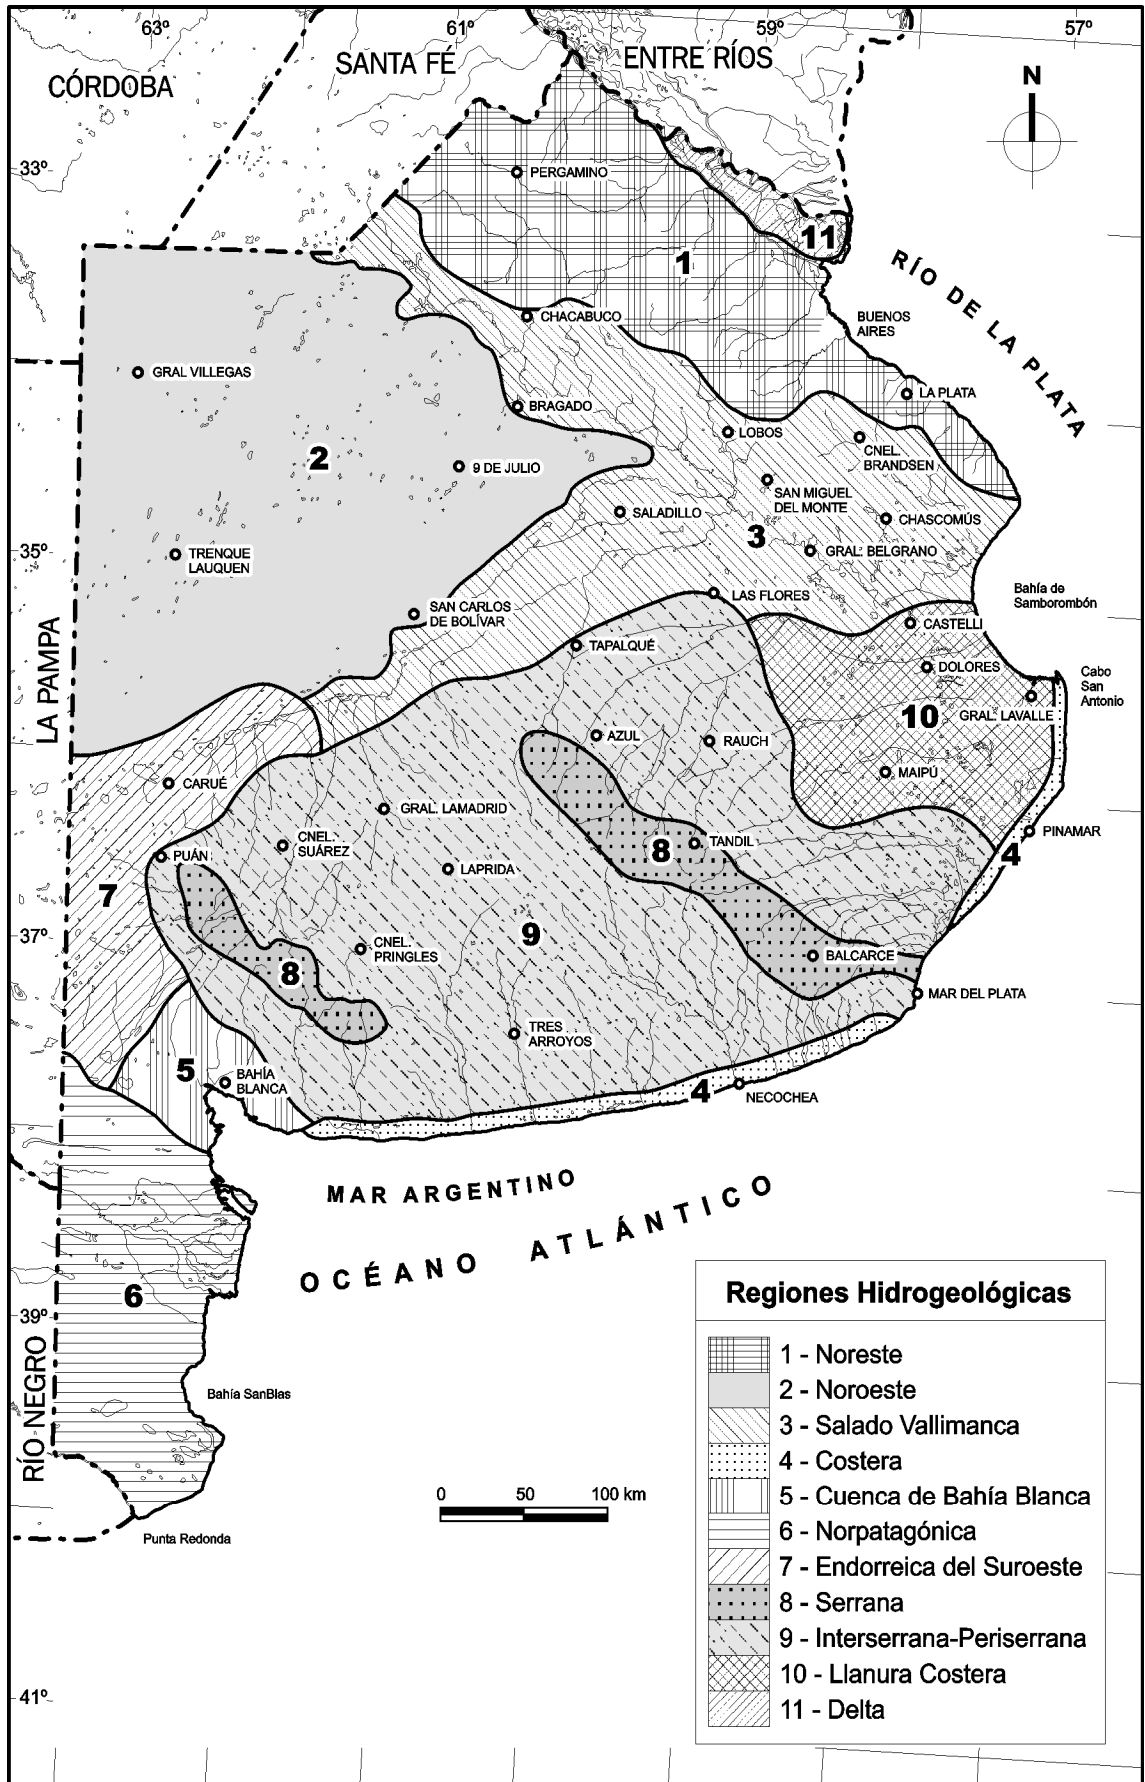 63º
61º
59º
57º
CÓRDOBA
SANTA FÉ
ENTRE RÍOS
N
33º
PERGAMINO
11
1
RÍO DE LA PLATA
CHACABUCO
BUENOS
AIRES
GRAL VILLEGAS
LA PLATA
BRAGADO
LOBOS
CNEL.
BRANDSEN
2
9 DE JULIO
SAN MIGUEL
DEL MONTE
SALADILLO
CHASCOMÚS
3
35º
TRENQUE
LAUQUEN
GRAL. BELGRANO
LAS FLORES
Bahía de
Samborombón
SAN CARLOS
DE BOLÍVAR
CASTELLI
TAPALQUÉ
DOLORES
LA PAMPA
Cabo
San
Antonio
10
GRAL. LAVALLE
AZUL
RAUCH
MAIPÚ
CARUÉ
GRAL. LAMADRID
PINAMAR
CNEL.
SUÁREZ
TANDIL
8
4
PUÁN
LAPRIDA
7
37º
9
CNEL.
PRINGLES
BALCARCE
8
MAR DEL PLATA
TRES
ARROYOS
5
BAHÍA
BLANCA
4
NECOCHEA
MAR ARGENTINO
OCÉANO ATLÁNTICO
6
39º
RÍO NEGRO
Bahía SanBlas
Punta Redonda
0 50 100 km
41º
Regiones Hidrogeológicas
1 - Noreste
2 - Noroeste
3 - Salado Vallimanca
4 - Costera
5 - Cuenca de Bahía Blanca
6 - Norpatagónica
7 - Endorreica del Suroeste
8 - Serrana
9 - Interserrana-Periserrana
10 - Llanura Costera
11 - Delta